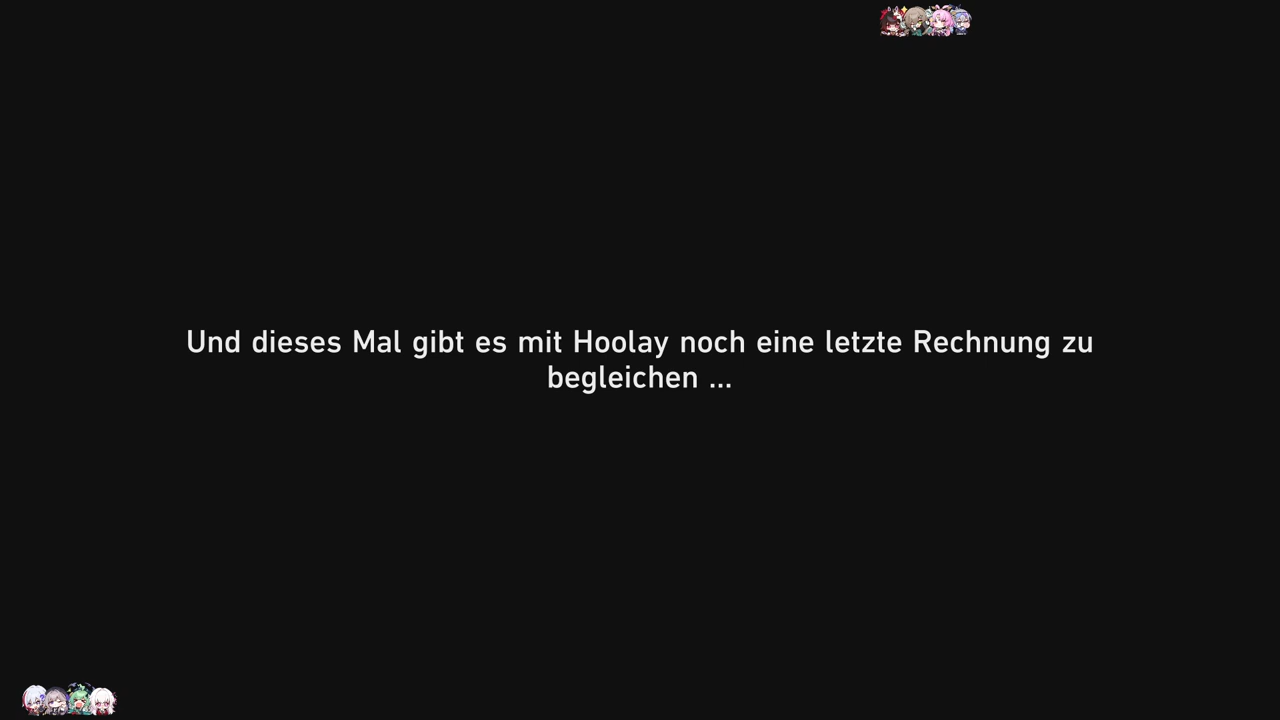 Und dieses Mal gibt es mit Hoolay noch eine letzte Rechnung zu
begleichen ...